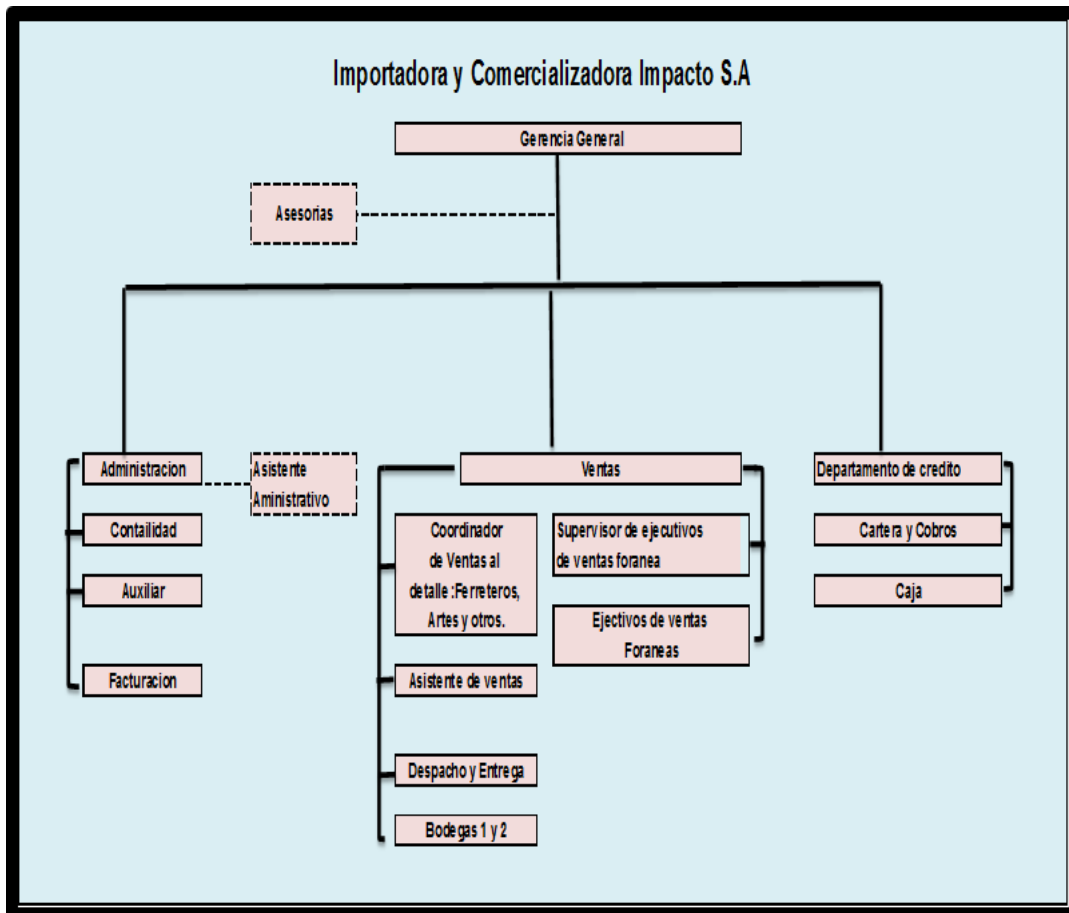 Importadora y Comercializadora Impacto S.A
Gerencia General
Asesorias
Administracion
Asistente
Aministrativo
Contailidad
Auxiliar
Facturacion
Ventas
Coordinador
de Ventas al
detalle :Ferreteros,
Artes y otros.
Asistente de ventas
Despacho y Entrega
Bodegas 1 y 2
Supervisor de ejecutivos
de ventas foranea
Ejectivos de ventas
Foraneas
Departamento de credito
Cartera y Cobros
Caja